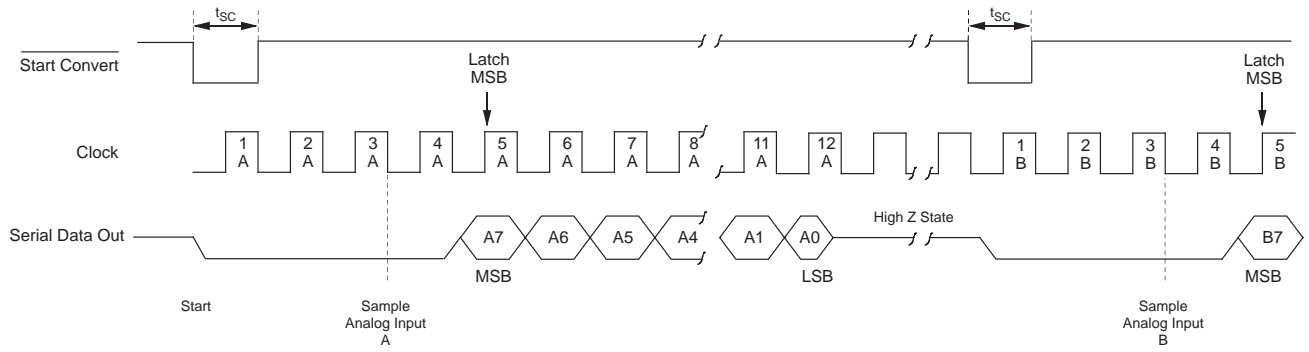 tSC tSC
Start Convert
Latch
MSB
Latch
MSB
Clock
1 2 3 4 5 6 7 8 11 12 1 2 3 4 5
A A A A A A A A A A B B B B B
High Z State
Serial Data Out
A7 A6 A5 A4 A1 A0 B7
MSB LSB MSB
Start
Sample
Analog Input
A
Sample
Analog Input
B